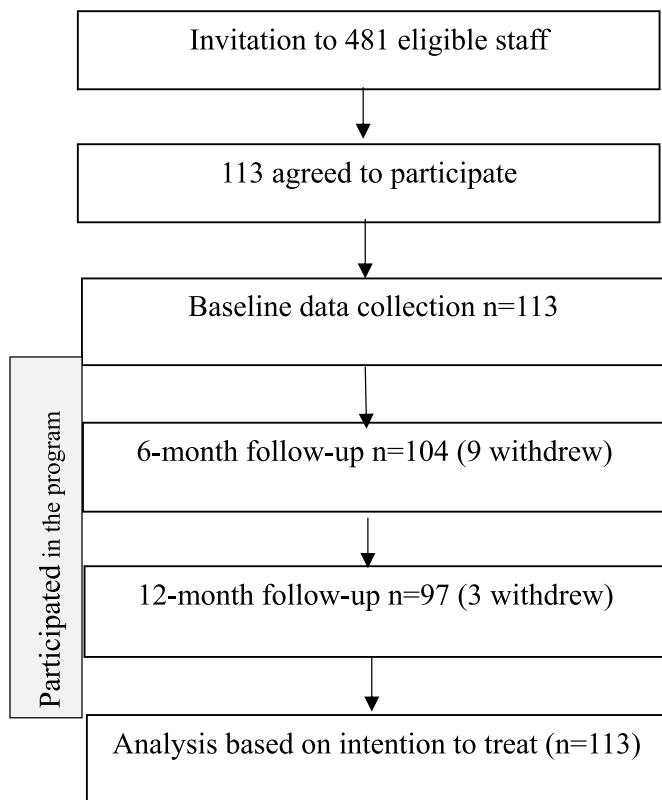 Invitation to 481 eligible staff
113 agreed to participate
Baseline data collection n=113
Participated in the program
6-month follow-up n=104 (9 withdrew)
12-month follow-up n=97 (3 withdrew)
Analysis based on intention to treat (n=113)